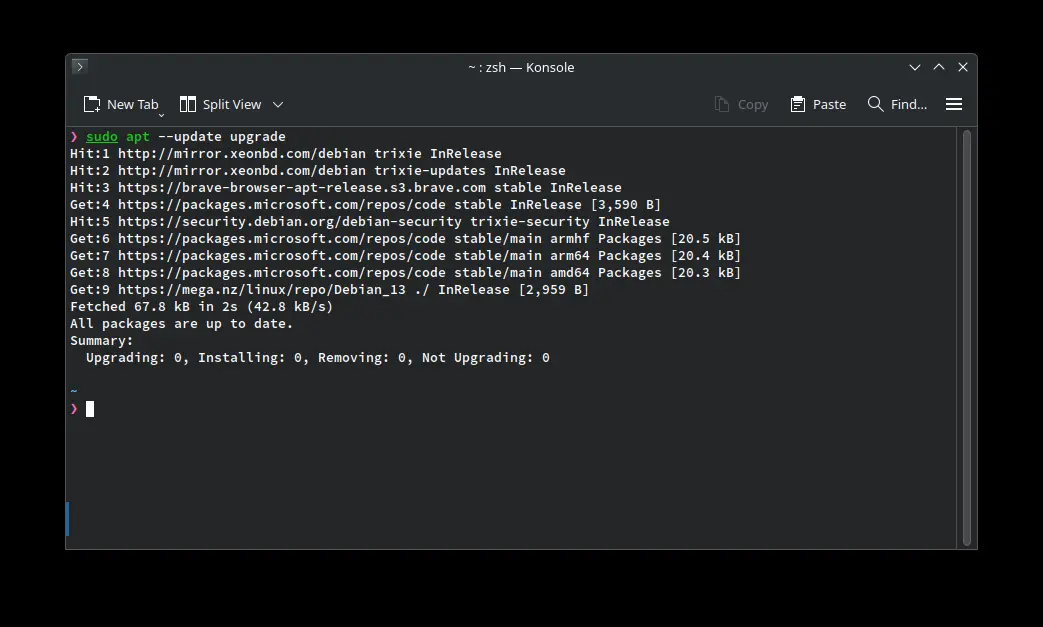 ~ : zsh — Konsole
New Tab Split View Copy Paste Find...
❯ sudo apt --update upgrade
Hit:1 http://mirror.xeonbd.com/debian trixie InRelease
Hit:2 http://mirror.xeonbd.com/debian trixie-updates InRelease
Hit:3 https://brave-browser-apt-release.s3.brave.com stable InRelease
Get:4 https://packages.microsoft.com/repos/code stable InRelease [3,590 B]
Hit:5 https://security.debian.org/debian-security trixie-security InRelease
Get:6 https://packages.microsoft.com/repos/code stable/main armhf Packages [20.5 kB]
Get:7 https://packages.microsoft.com/repos/code stable/main arm64 Packages [20.4 kB]
Get:8 https://packages.microsoft.com/repos/code stable/main amd64 Packages [20.3 kB]
Get:9 https://mega.nz/linux/repo/Debian_13 ./ InRelease [2,959 B]
Fetched 67.8 kB in 2s (42.8 kB/s)
All packages are up to date.
Summary:
  Upgrading: 0, Installing: 0, Removing: 0, Not Upgrading: 0
~
❯